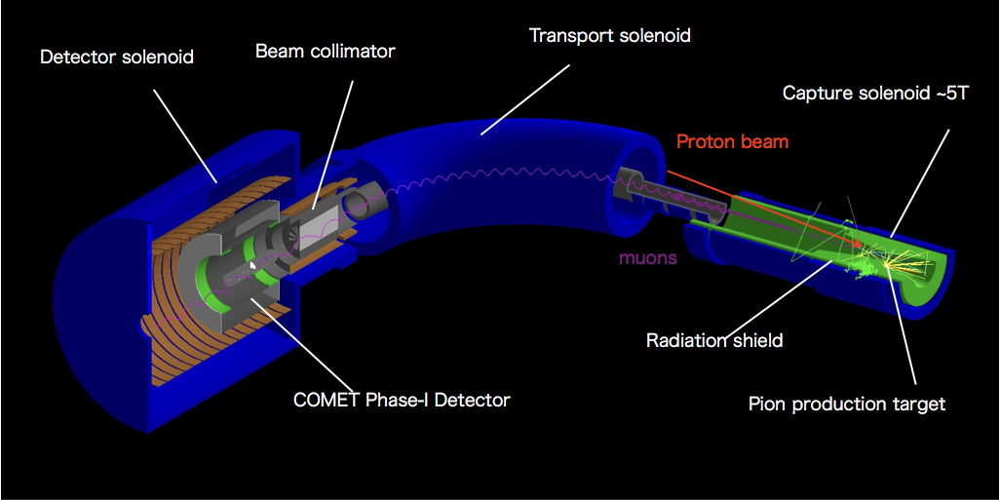 Transport solenoid
Beam collimator
Detector solenoid
Capture solenoid ~5T
Proton beam
muons
Radiation shield
COMET Phase-I Detector
Pion production target